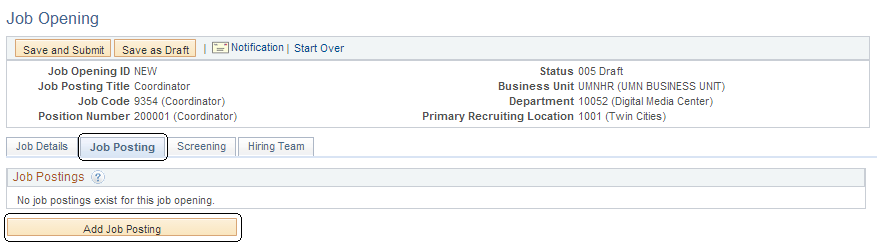 Job Opening
Save and Submit Save as Draft | Notification | Start Over
Job Opening ID NEW Status 005 Draft
Job Posting Title Coordinator Business Unit UMNHR (UMN BUSINESS UNIT)
Job Code 9354 (Coordinator) Department 10052 (Digital Media Center)
Position Number 200001 (Coordinator) Primary Recruiting Location 1001 (Twin Cities)
Job Details Job Posting Screening Hiring Team
Job Postings ?
No job postings exist for this job opening.
Add Job Posting